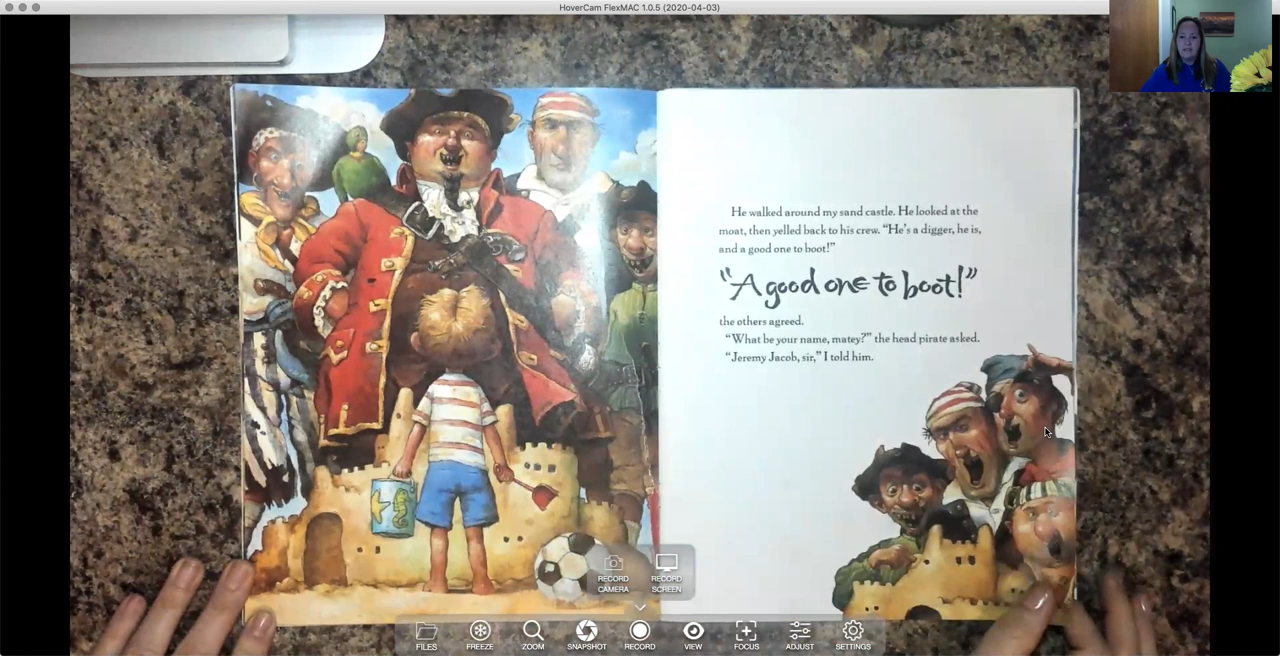 HoverCam FlexMAC 1.0.5 (2020-04-03)
He walked around my sand castle. He looked at the
moat, then yelled back to his crew. “He’s a digger, he is,
and a good one to boot!”
“A good one to boot!”
the others agreed.
“What be your name, matey?” the head pirate asked.
“Jeremy Jacob, sir,” I told him.
RECORD CAMERA
RECORD SCREEN
FILES
FREEZE
ZOOM
SNAPSHOT
RECORD
VIEW
FOCUS
ADJUST
SETTINGS